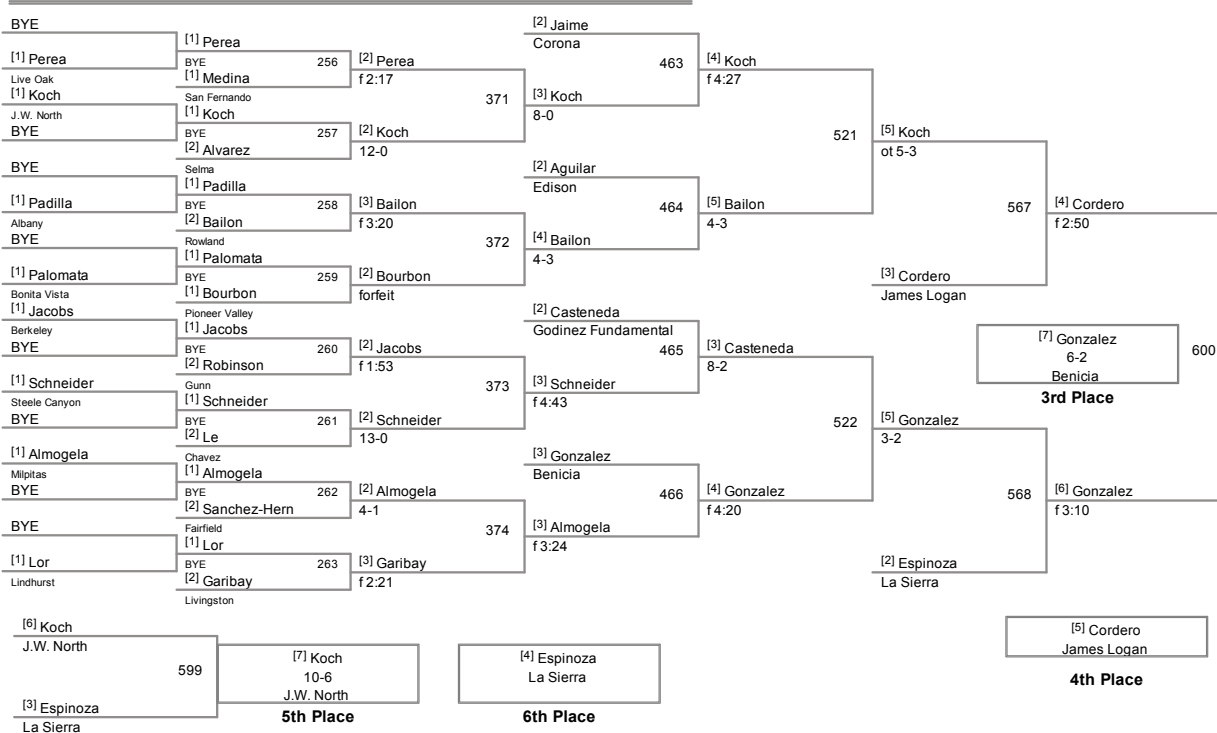 BYE
[1] Perea
Live Oak
[1] Koch
J.W. North
BYE
BYE
[1] Padilla
Albany
BYE
[1] Palomata
Bonita Vista
[1] Jacobs
Berkeley
BYE
[1] Schneider
Steele Canyon
BYE
[1] Almogela
Milpitas
BYE
BYE
[1] Lor
Lindhurst
[1] Perea
BYE 256
[1] Medina
San Fernando
[1] Koch
BYE 257
[2] Alvarez
Selma
[1] Padilla
BYE 258
[2] Bailon
Rowland
[1] Palomata
BYE 259
[1] Bourbon
Pioneer Valley
[1] Jacobs
BYE 260
[2] Robinson
Gunn
[1] Schneider
BYE 261
[2] Le
Chavez
[1] Almogela
BYE 262
[2] Sanchez-Hern
Fairfield
[1] Lor
BYE 263
[2] Garibay
Livingston
[2] Perea
f 2:17
371
[2] Koch
12-0
[3] Bailon
f 3:20
372
[2] Bourbon
forfeit
[2] Jacobs
f 1:53
373
[2] Schneider
13-0
[2] Almogela
4-1
374
[3] Garibay
f 2:21
[2] Jaime
Corona
463
[3] Koch
8-0
[2] Aguilar
Edison
464
[4] Bailon
4-3
[2] Casteneda
Godinez Fundamental
465
[3] Schneider
f 4:43
[3] Gonzalez
Benicia
466
[3] Almogela
f 3:24
[4] Koch
f 4:27
521
[5] Bailon
4-3
[3] Casteneda
8-2
522
[4] Gonzalez
f 4:20
[5] Koch
ot 5-3
567
[3] Cordero
James Logan
[5] Gonzalez
3-2
568
[2] Espinoza
La Sierra
[4] Cordero
f 2:50
[7] Gonzalez
6-2
Benicia
600
3rd Place
[6] Gonzalez
f 3:10
[5] Cordero
James Logan
4th Place
[6] Koch
J.W. North
599
[3] Espinoza
La Sierra
[7] Koch
10-6
J.W. North
5th Place
[4] Espinoza
La Sierra
6th Place